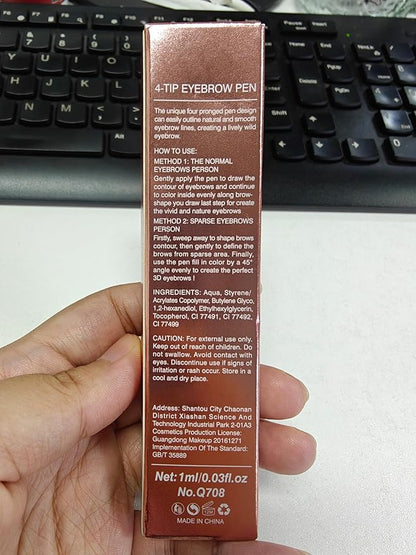 4-TIP EYEBROW PEN
The unique four pronged pen design
can easily outline natural and smooth
eyebrow lines, creating a lively wild
eyebrow.
HOW TO USE:
METHOD 1: THE NORMAL
EYEBROWS PERSON
Gently apply the pen to draw the
contour of eyebrows and continue
to color inside evenly along brow-
shape you draw last step for create
the vivid and nature eyebrows
METHOD 2: SPARSE EYEBROWS
PERSON
Firstly, sweep away to shape brows
contour, then gently to define the
brows from sparse area. Finally,
use the pen fill in color by a 45°
angle evenly to create the perfect
3D eyebrows !
INGREDIENTS: Aqua, Styrene/
Acrylates Copolymer, Butylene Glyco,
1,2-hexanediol, Ethylhexylglycerin,
Tocopherol, CI 77491, CI 77492,
CI 77499
CAUTION: For external use only.
Keep out of reach of children. Do
not swallow. Avoid contact with
eyes. Discontinue use if signs of
irritation or rash occur. Store in a
cool and dry place.
Address: Shantou City Chaonan
District Xiashan Science And
Technology Industrial Park 2-01A3
Cosmetics Production License:
Guangdong Makeup 20161271
Implementation Of The Standard:
GB/T 35889
Net:1ml/0.03fl.oz
No.Q708
MADE IN CHINA